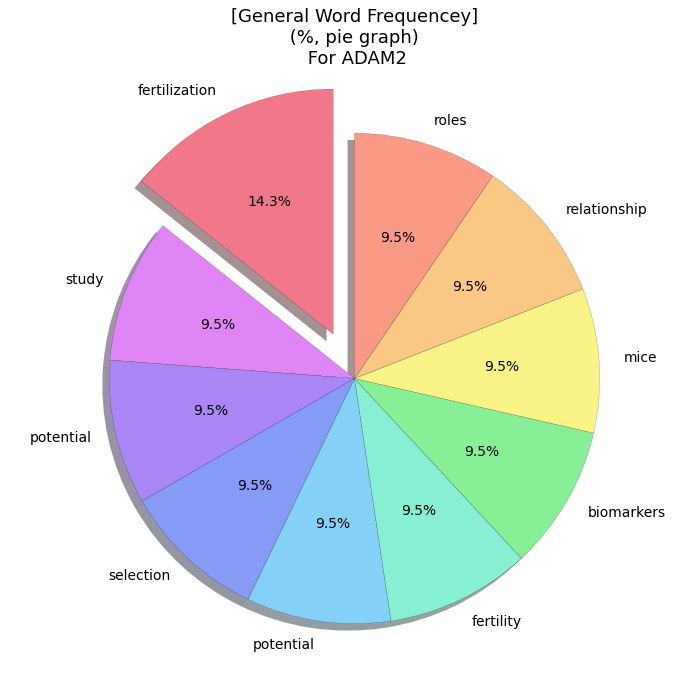 [General Word Frequencey]
(%, pie graph)
For ADAM2
fertilization
14.3%
roles
9.5%
relationship
9.5%
mice
9.5%
biomarkers
9.5%
fertility
9.5%
potential
9.5%
selection
9.5%
potential
9.5%
study
9.5%